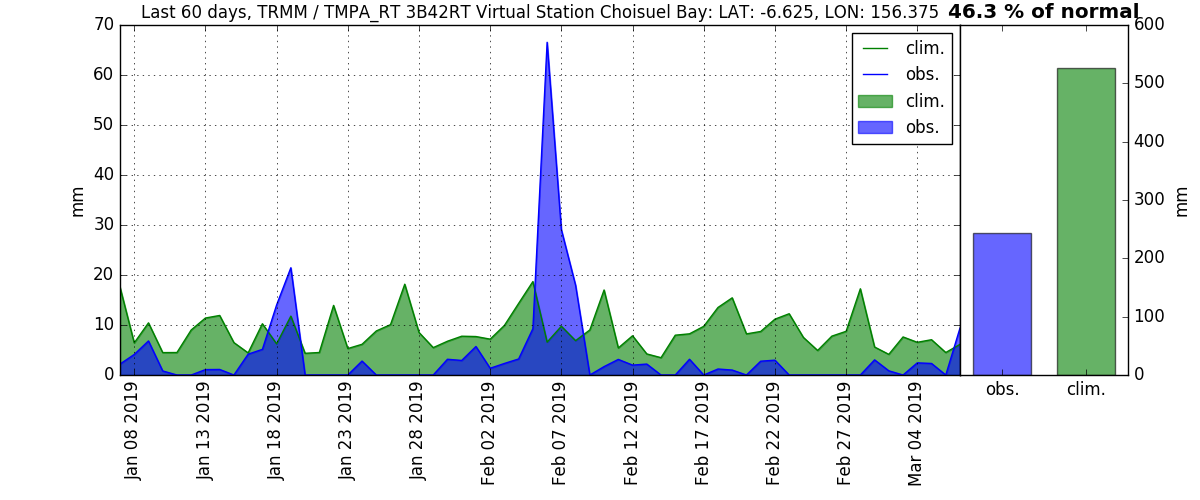 Last 60 days, TRMM / TMPA_RT 3B42RT Virtual Station Choisuel Bay: LAT: -6.625, LON: 156.375
46.3 % of normal
70
60
50
40
30
20
10
0
mm
clim.
obs.
clim.
obs.
Jan 08 2019
Jan 13 2019
Jan 18 2019
Jan 23 2019
Jan 28 2019
Feb 02 2019
Feb 07 2019
Feb 12 2019
Feb 17 2019
Feb 22 2019
Feb 27 2019
Mar 04 2019
600
500
400
300
200
100
0
mm
obs.
clim.